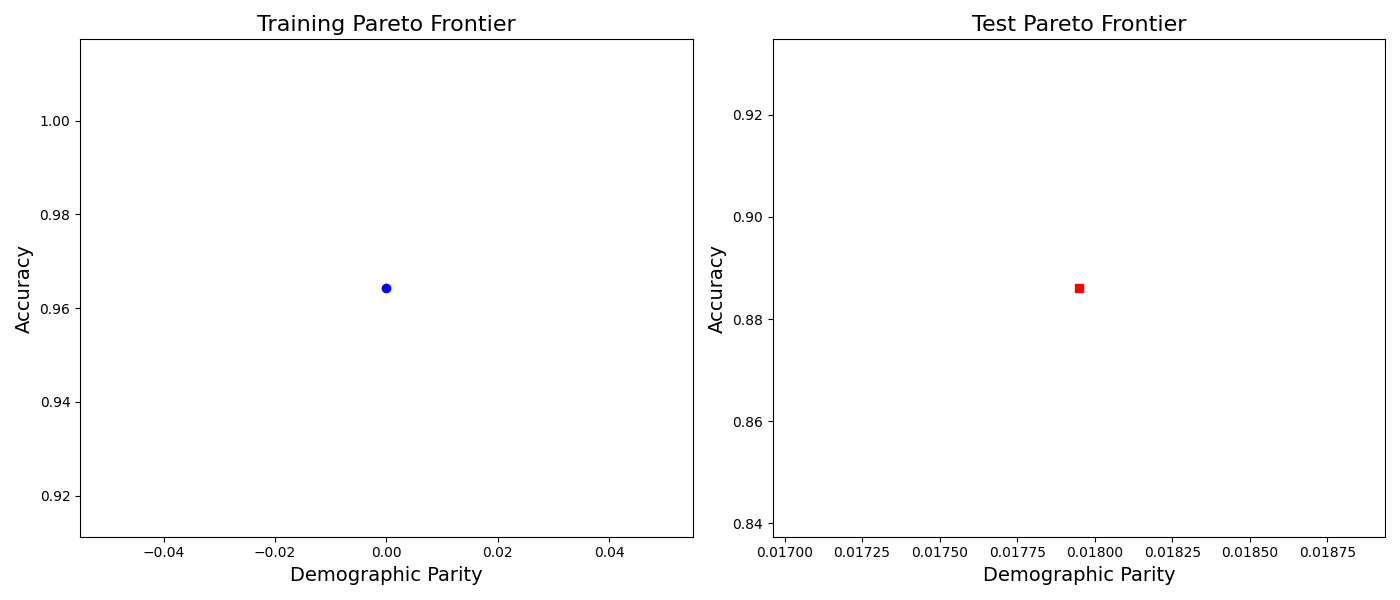 Training Pareto Frontier
Accuracy
1.00
0.98
0.96
0.94
0.92
−0.04 −0.02 0.00 0.02 0.04
Demographic Parity
Test Pareto Frontier
Accuracy
0.92
0.90
0.88
0.86
0.84
0.01700 0.01725 0.01750 0.01775 0.01800 0.01825 0.01850 0.01875
Demographic Parity